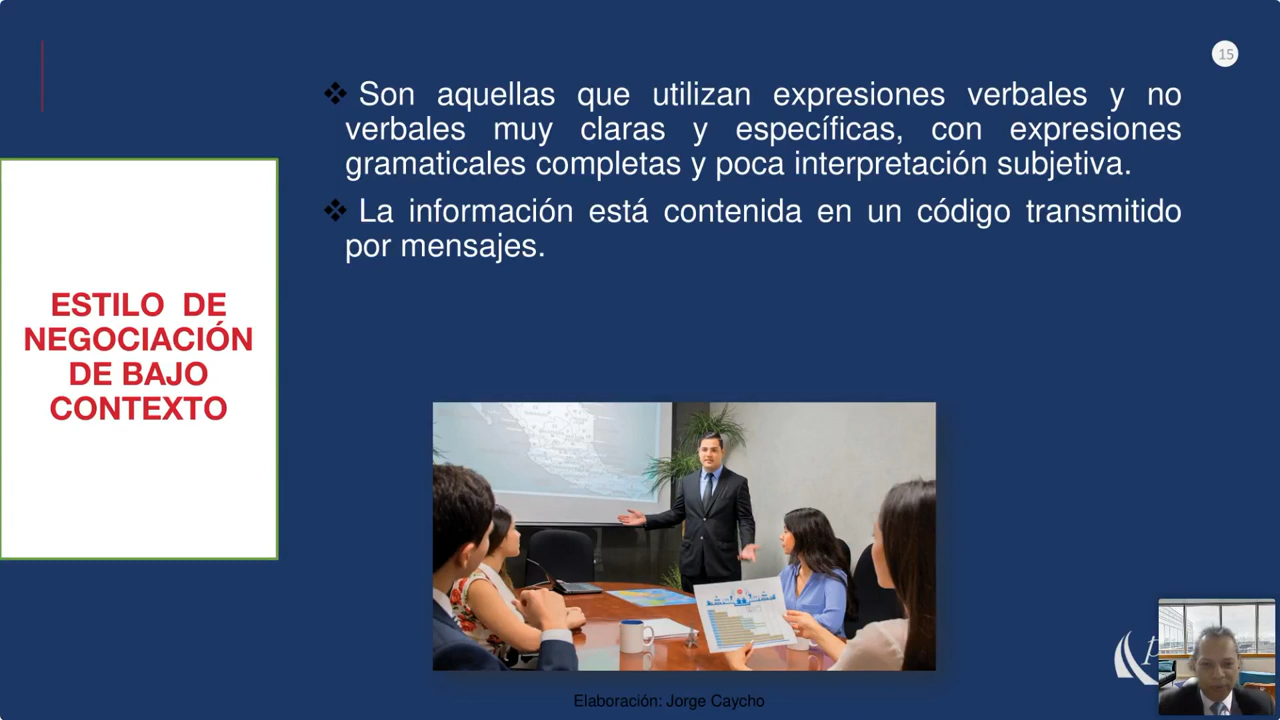 15
❖ Son aquellas que utilizan expresiones verbales y no
verbales muy claras y específicas, con expresiones
gramaticales completas y poca interpretación subjetiva.
❖ La información está contenida en un código transmitido
por mensajes.
ESTILO DE
NEGOCIACIÓN
DE BAJO
CONTEXTO
Elaboración: Jorge Caycho